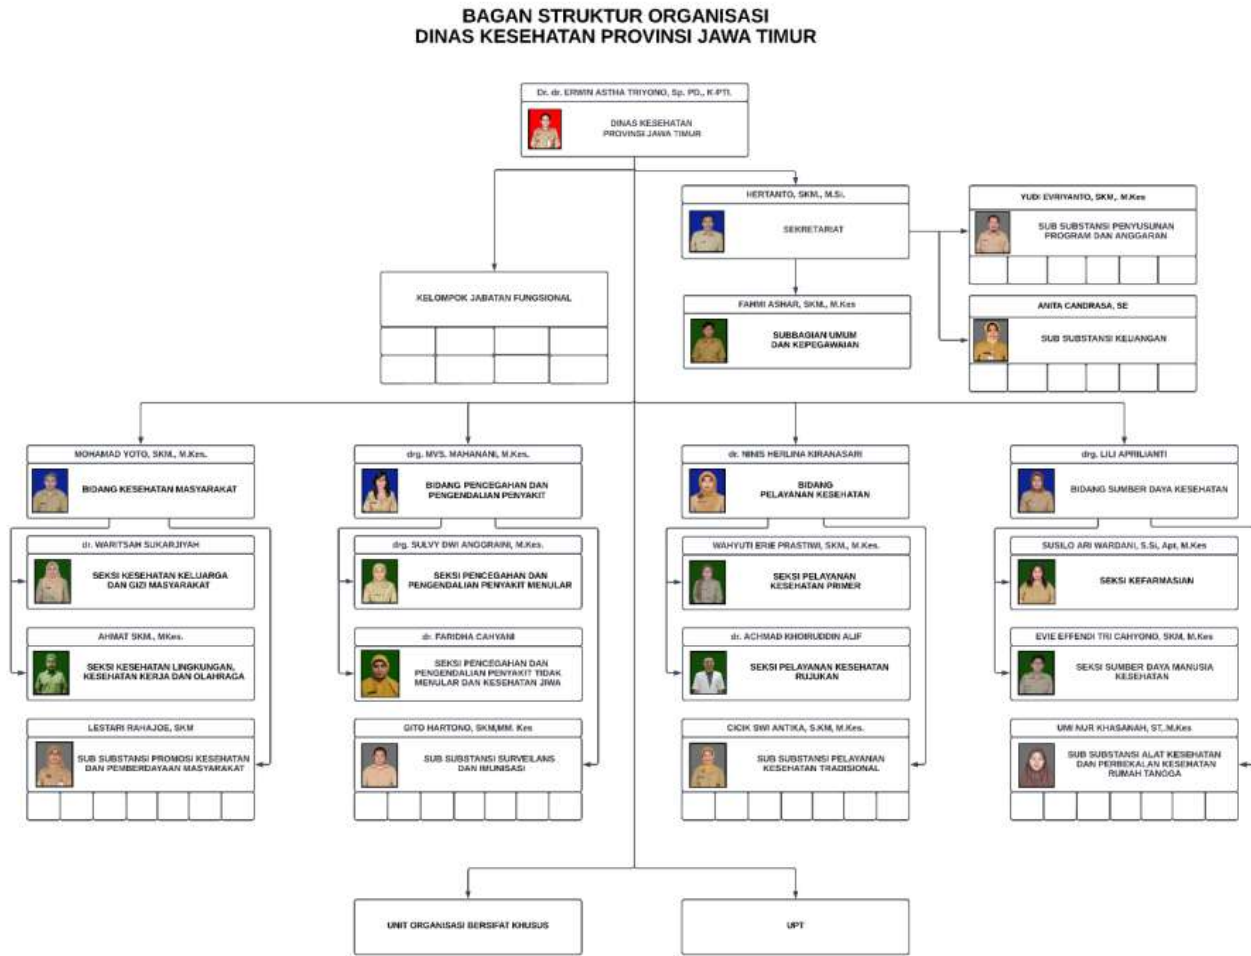 BAGAN STRUKTUR ORGANISASI
DINAS KESEHATAN PROVINSI JAWA TIMUR
Dr. dr. ERWIN ASTHA TRIYONO, Sp. PD., K-PTI.
DINAS KESEHATAN
PROVINSI JAWA TIMUR
HERTANTO, SKM., M.Si.
SEKRETARIAT
YUDI EVRIYANTO, SKM,. M.Kes
SUB SUBSTANSI PENYUSUNAN
PROGRAM DAN ANGGARAN
KELOMPOK JABATAN FUNGSIONAL
FAHMI ASHAR, SKM., M.Kes
SUBBAGIAN UMUM
DAN KEPEGAWAIAN
ANITA CANDRASA, SE
SUB SUBSTANSI KEUANGAN
MOHAMAD YOTO, SKM., M.Kes.
BIDANG KESEHATAN MASYARAKAT
dr. WARITSAH SUKARJIYAH
SEKSI KESEHATAN KELUARGA
DAN GIZI MASYARAKAT
AHMAT SKM., MKes.
SEKSI KESEHATAN LINGKUNGAN,
KESEHATAN KERJA DAN OLAHRAGA
LESTARI RAHAJOE, SKM
SUB SUBSTANSI PROMOSI KESEHATAN
DAN PEMBERDAYAAN MASYARAKAT
drg. MVS. MAHANANI, M.Kes.
BIDANG PENCEGAHAN DAN
PENGENDALIAN PENYAKIT
drg. SULVY DWI ANGGRAINI, M.Kes.
SEKSI PENCEGAHAN DAN
PENGENDALIAN PENYAKIT MENULAR
dr. FARIDHA CAHYANI
SEKSI PENCEGAHAN DAN
PENGENDALIAN PENYAKIT TIDAK
MENULAR DAN KESEHATAN JIWA
GITO HARTONO, SKM,MM. Kes
SUB SUBSTANSI SURVEILANS
DAN IMUNISASI
dr. NINIS HERLINA KIRANASARI
BIDANG
PELAYANAN KESEHATAN
WAHYUTI ERIE PRASTIWI, SKM., M.Kes.
SEKSI PELAYANAN
KESEHATAN PRIMER
dr. ACHMAD KHOIRUDDIN ALIF
SEKSI PELAYANAN KESEHATAN
RUJUKAN
CICIK SWI ANTIKA, S.KM, M.Kes.
SUB SUBSTANSI PELAYANAN
KESEHATAN TRADISIONAL
drg. LILI APRILIANTI
BIDANG SUMBER DAYA KESEHATAN
SUSILO ARI WARDANI, S.Si, Apt, M.Kes
SEKSI KEFARMASIAN
EVIE EFFENDI TRI CAHYONO, SKM, M.Kes
SEKSI SUMBER DAYA MANUSIA
KESEHATAN
UMI NUR KHASANAH, ST.,M.Kes
SUB SUBSTANSI ALAT KESEHATAN
DAN PERBEKALAN KESEHATAN
RUMAH TANGGA
UNIT ORGANISASI BERSIFAT KHUSUS
UPT